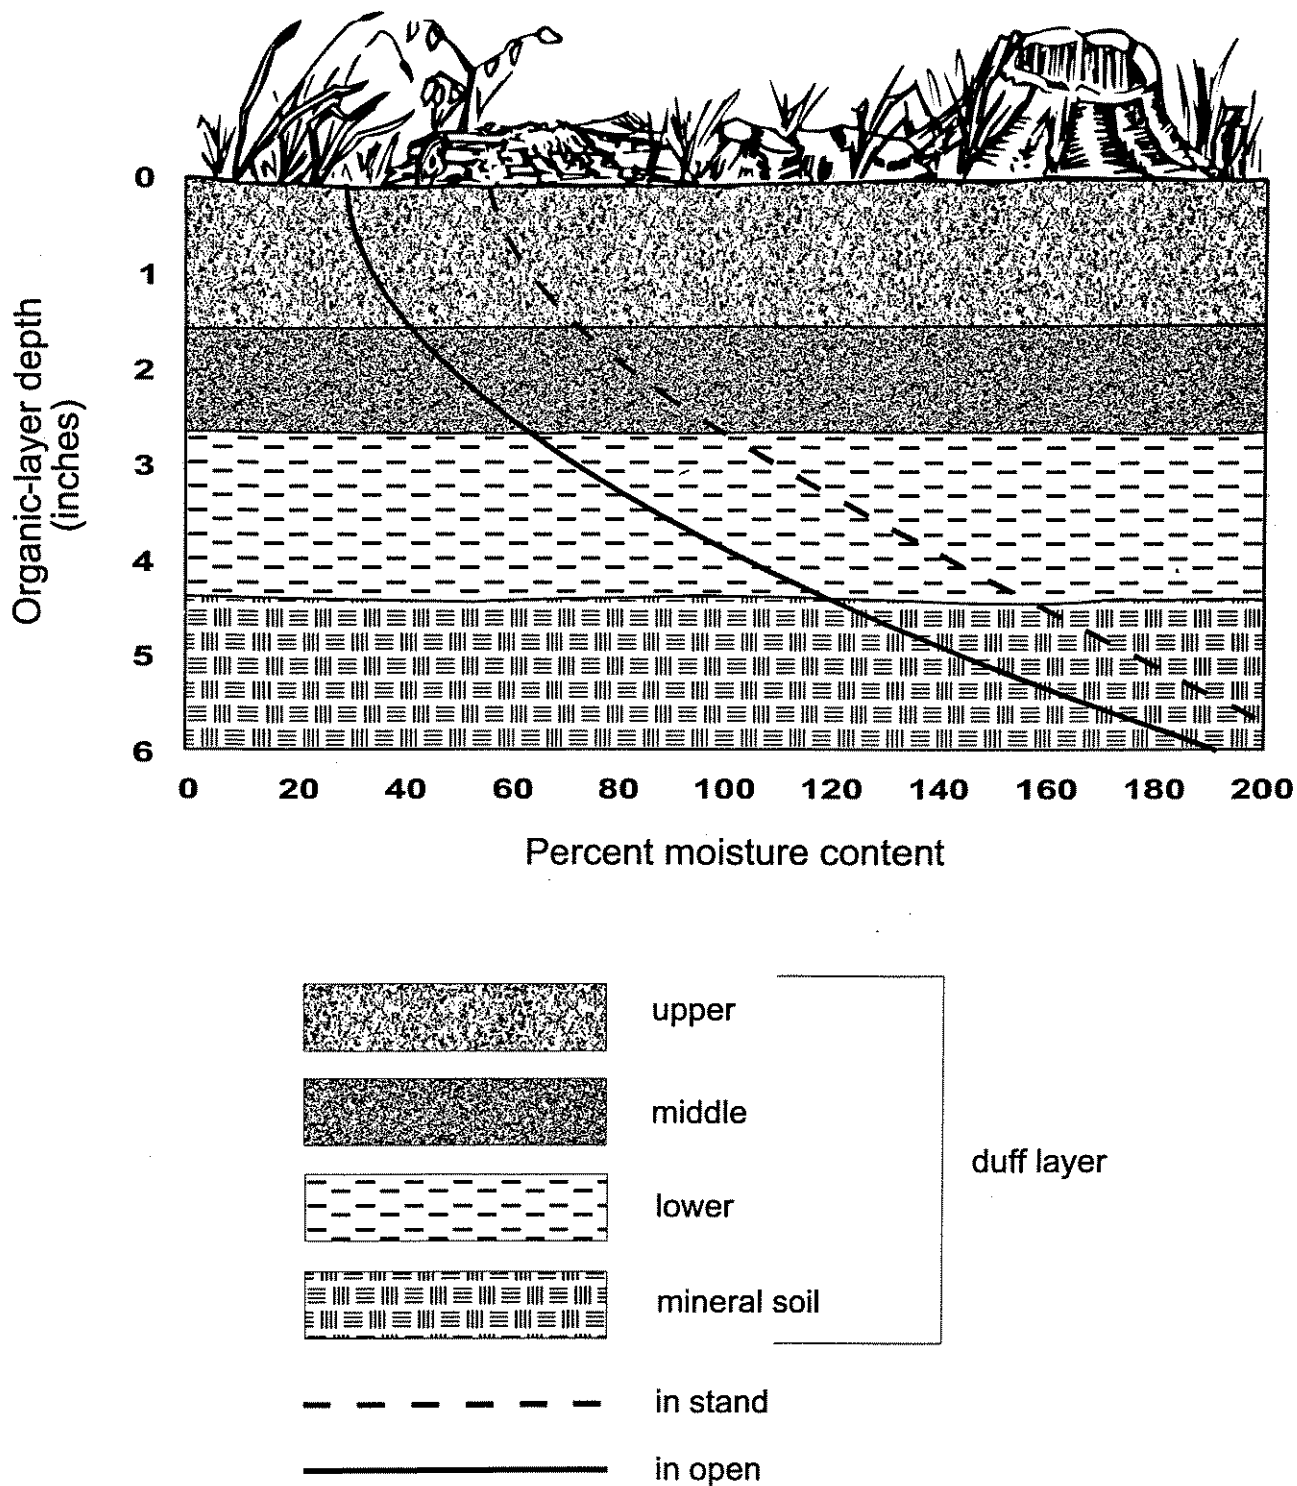 Organic-layer depth
(inches)
0
1
2
3
4
5
6
0 20 40 60 80 100 120 140 160 180 200
Percent moisture content
upper
middle
duff layer
lower
mineral soil
in stand
in open